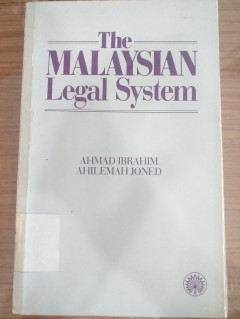 The
MALAYSIAN
Legal System
AHMAD IBRAHIM
AHILEMAH JONED